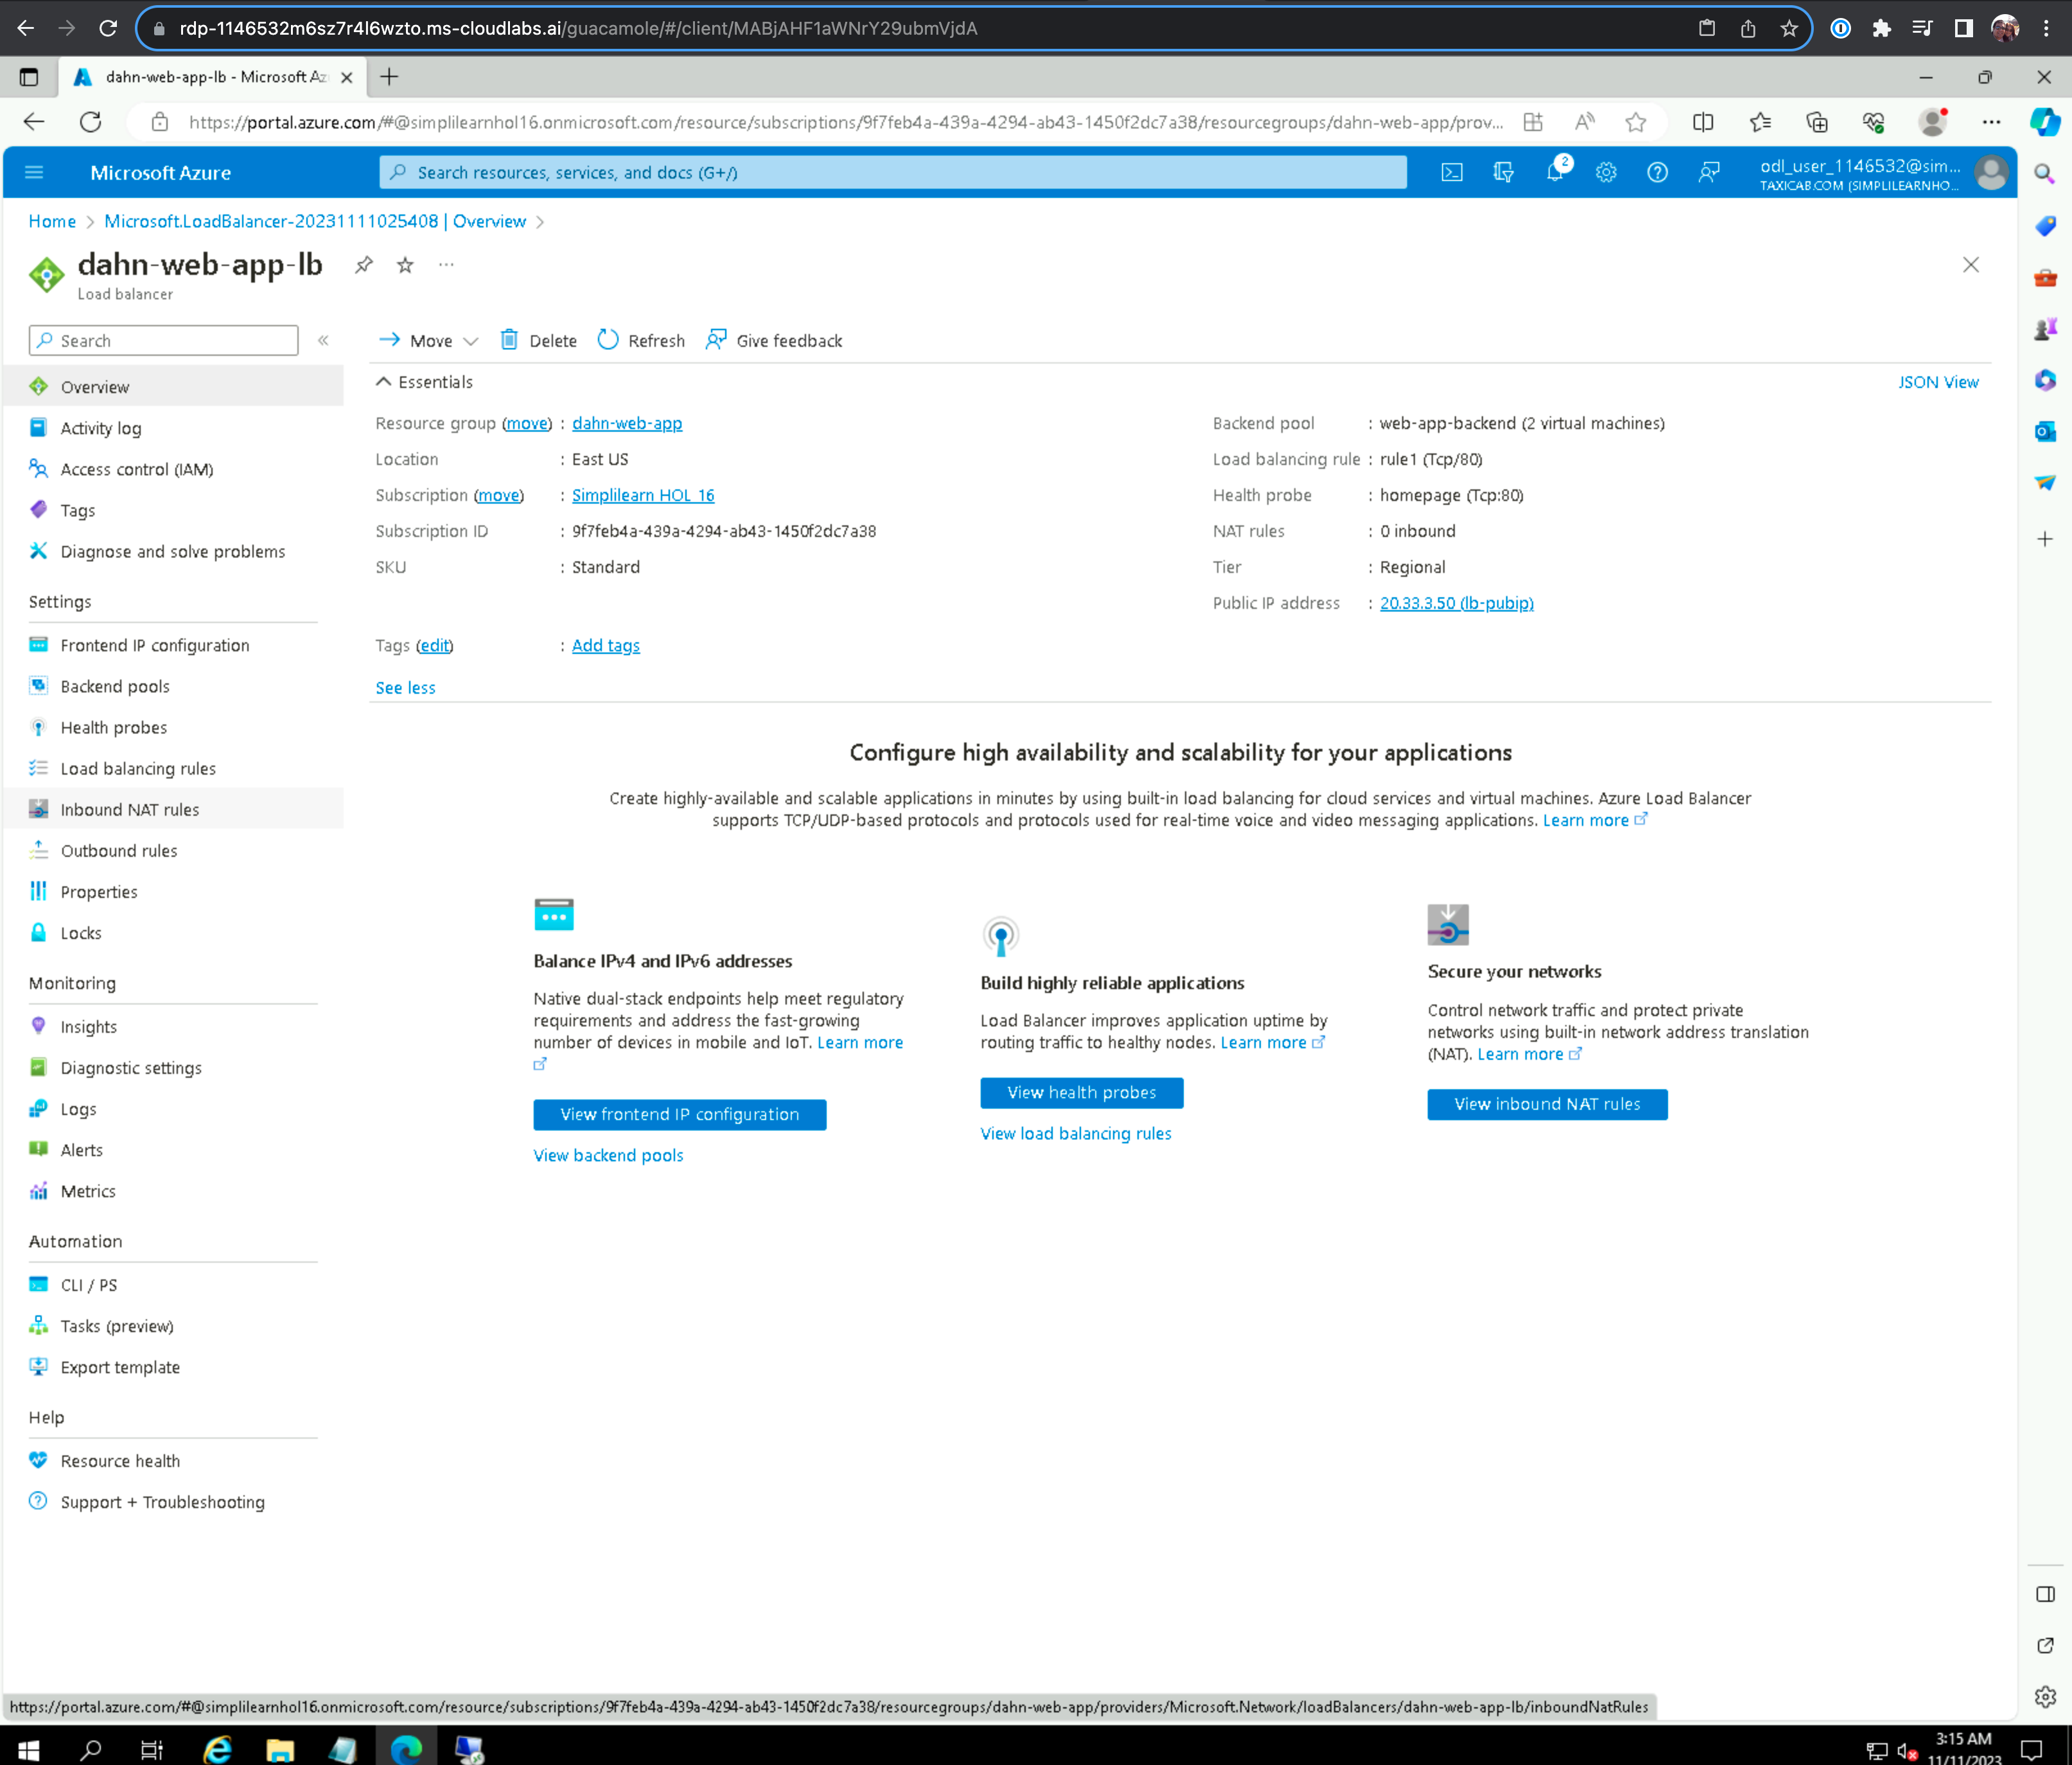 rdp-1146532m6sz7r4l6wzto.ms-cloudlabs.ai/guacamole/#/client/MABjAHF1aWNrY29ubmVjdA
dahn-web-app-lb - Microsoft Az
https://portal.azure.com/#@simplilearnhol16.onmicrosoft.com/resource/subscriptions/9f7feb4a-439a-4294-ab43-1450f2dc7a38/resourcegroups/dahn-web-app/prov...
Microsoft Azure
Search resources, services, and docs (G+/)
2
odl_user_1146532@sim...
TAXICAB.COM (SIMPLILEARNHO...
Home > Microsoft.LoadBalancer-20231111025408 | Overview >
dahn-web-app-lb
Load balancer
Search
Move
Delete
Refresh
Give feedback
Overview
Activity log
Access control (IAM)
Tags
Diagnose and solve problems
Settings
Frontend IP configuration
Backend pools
Health probes
Load balancing rules
Inbound NAT rules
Outbound rules
Properties
Locks
Monitoring
Insights
Diagnostic settings
Logs
Alerts
Metrics
Automation
CLI / PS
Tasks (preview)
Export template
Help
Resource health
Support + Troubleshooting
Essentials
JSON View
Resource group (move) : dahn-web-app
Location : East US
Subscription (move) : Simplilearn HOL 16
Subscription ID : 9f7feb4a-439a-4294-ab43-1450f2dc7a38
SKU : Standard
Backend pool : web-app-backend (2 virtual machines)
Load balancing rule : rule1 (Tcp/80)
Health probe : homepage (Tcp:80)
NAT rules : 0 inbound
Tier : Regional
Public IP address : 20.33.3.50 (lb-pubip)
Tags (edit) : Add tags
See less
Configure high availability and scalability for your applications
Create highly-available and scalable applications in minutes by using built-in load balancing for cloud services and virtual machines. Azure Load Balancer
supports TCP/UDP-based protocols and protocols used for real-time voice and video messaging applications. Learn more
Balance IPv4 and IPv6 addresses
Native dual-stack endpoints help meet regulatory
requirements and address the fast-growing
number of devices in mobile and IoT. Learn more
View frontend IP configuration
View backend pools
Build highly reliable applications
Load Balancer improves application uptime by
routing traffic to healthy nodes. Learn more
View health probes
View load balancing rules
Secure your networks
Control network traffic and protect private
networks using built-in network address translation
(NAT). Learn more
View inbound NAT rules
https://portal.azure.com/#@simplilearnhol16.onmicrosoft.com/resource/subscriptions/9f7feb4a-439a-4294-ab43-1450f2dc7a38/resourcegroups/dahn-web-app/providers/Microsoft.Network/loadBalancers/dahn-web-app-lb/inboundNatRules
3:15 AM
11/11/2023